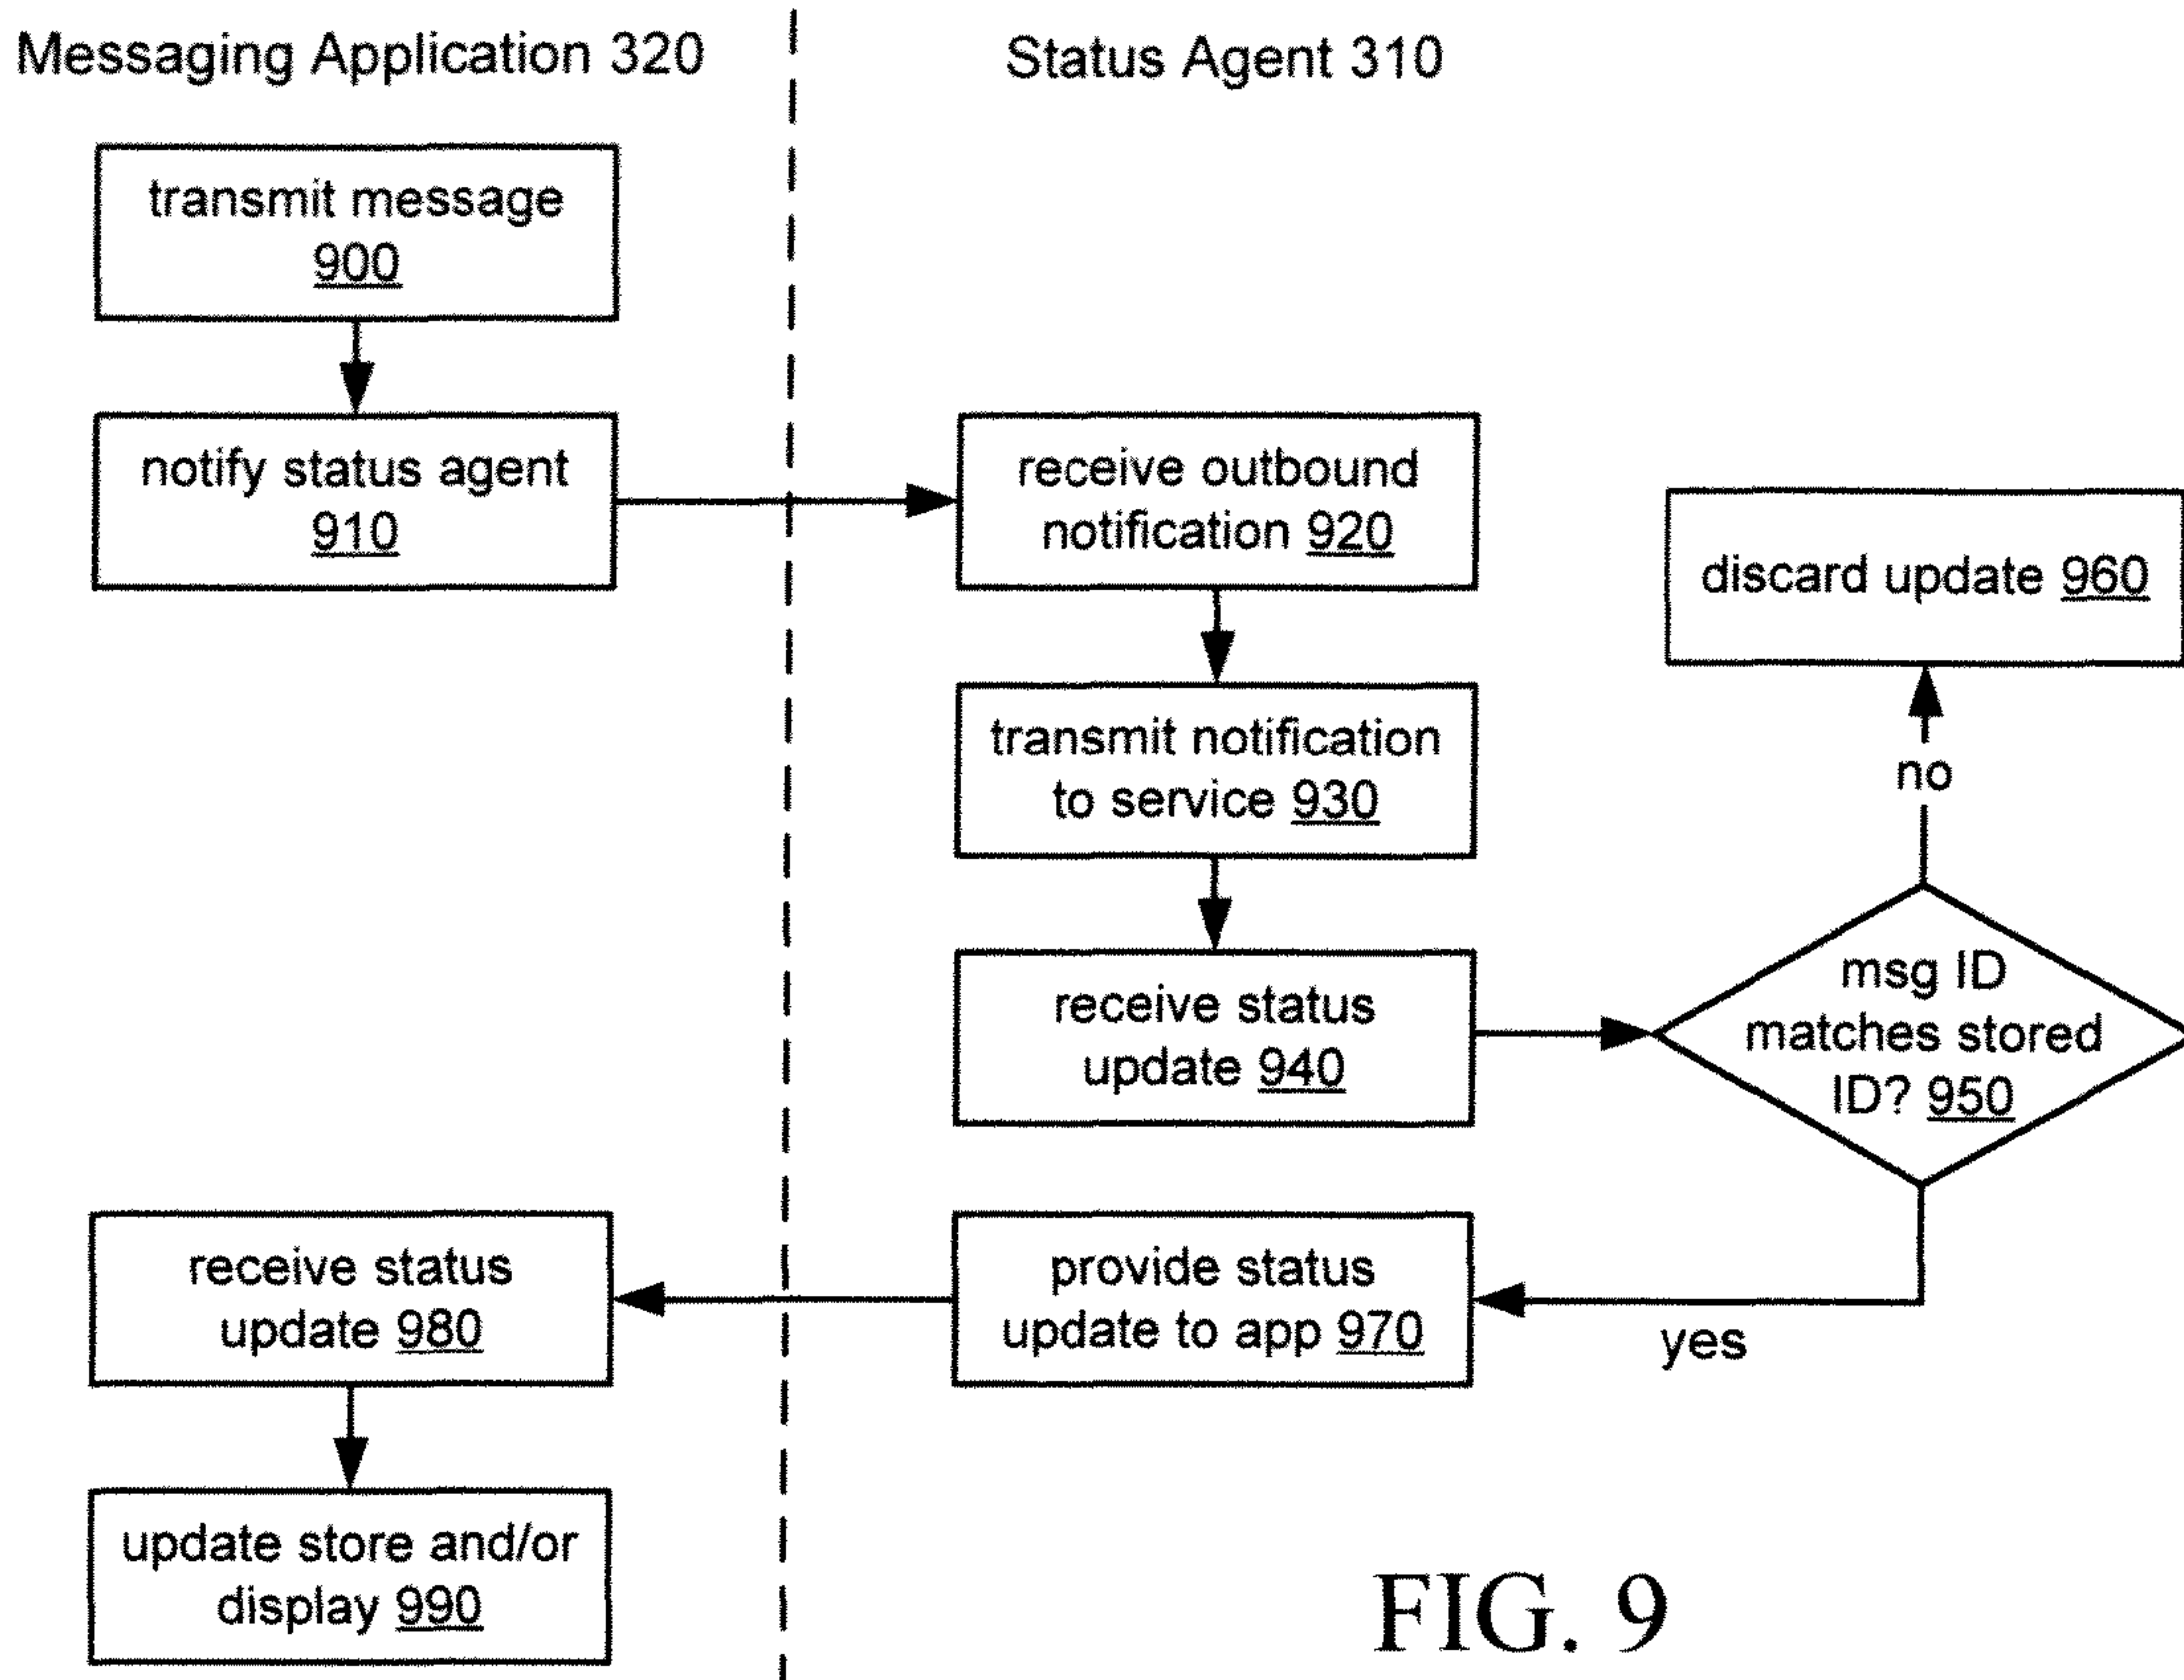 Messaging Application 320
Status Agent 310
transmit message
900
notify status agent
910
receive outbound
notification 920
discard update 960
transmit notification
to service 930
no
receive status
update 940
msg ID
matches stored
ID? 950
receive status
update 980
provide status
update to app 970
yes
update store and/or
display 990
FIG. 9